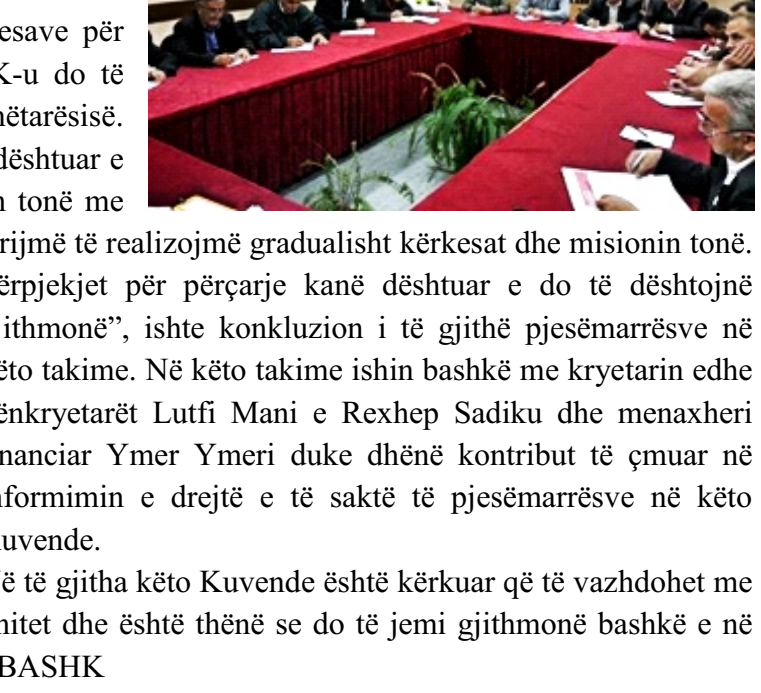 esave për
K-u do të
ëtarësisë.
dështuar e
tonë me
rijmë të realizojmë gradualisht kërkesat dhe misionin tonë.
ërpjekjet për përçarje kanë dështuar e do të dështojnë
ithmonë”, ishte konkluzion i të gjithë pjesëmarrësve në
ëto takime. Në këto takime ishin bashkë me kryetarin edhe
ënkryetarët Lutfi Mani e Rexhep Sadiku dhe menaxheri
nanciar Ymer Ymeri duke dhënë kontribut të çmuar në
nformimin e drejtë e të saktë të pjesëmarrësve në këto
uvende.
ë të gjitha këto Kuvende është kërkuar që të vazhdohet me
nitet dhe është thënë se do të jemi gjithmonë bashkë e në
BASHK